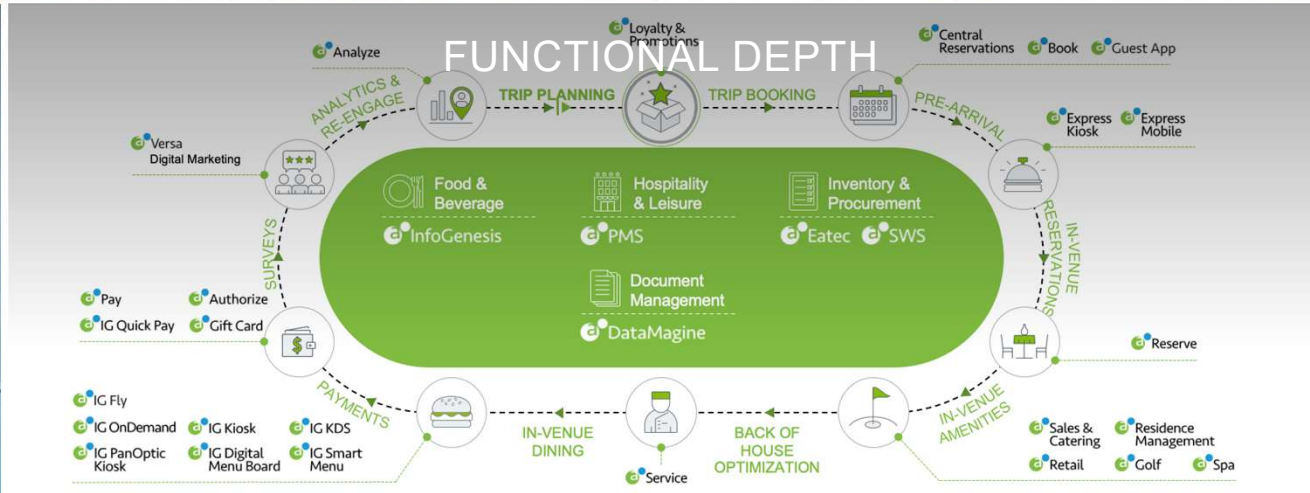 FUNCTIONAL DEPTH
Loyalty &
Promotions
Analyze
Central
Reservations
Book
Guest App
ANALYTICS &
RE-ENGAGE
TRIP PLANNING
TRIP BOOKING
PRE-ARRIVAL
Express
Kiosk
Express
Mobile
Versa
Digital Marketing
Food &
Beverage
InfoGenesis
Hospitality
& Leisure
PMS
Inventory &
Procurement
Eatec
SWS
Document
Management
DataMagine
SURVEYS
IN-VENUE
RESERVATIONS
Pay
Authorize
IG Quick Pay
Gift Card
Reserve
PAYMENTS
IN-VENUE
AMENITIES
IG Fly
IG OnDemand
IG Kiosk
IG KDS
IG PanOptic
Kiosk
IG Digital
Menu Board
IG Smart
Menu
IN-VENUE
DINING
Service
BACK OF
HOUSE
OPTIMIZATION
Sales &
Catering
Residence
Management
Retail
Golf
Spa